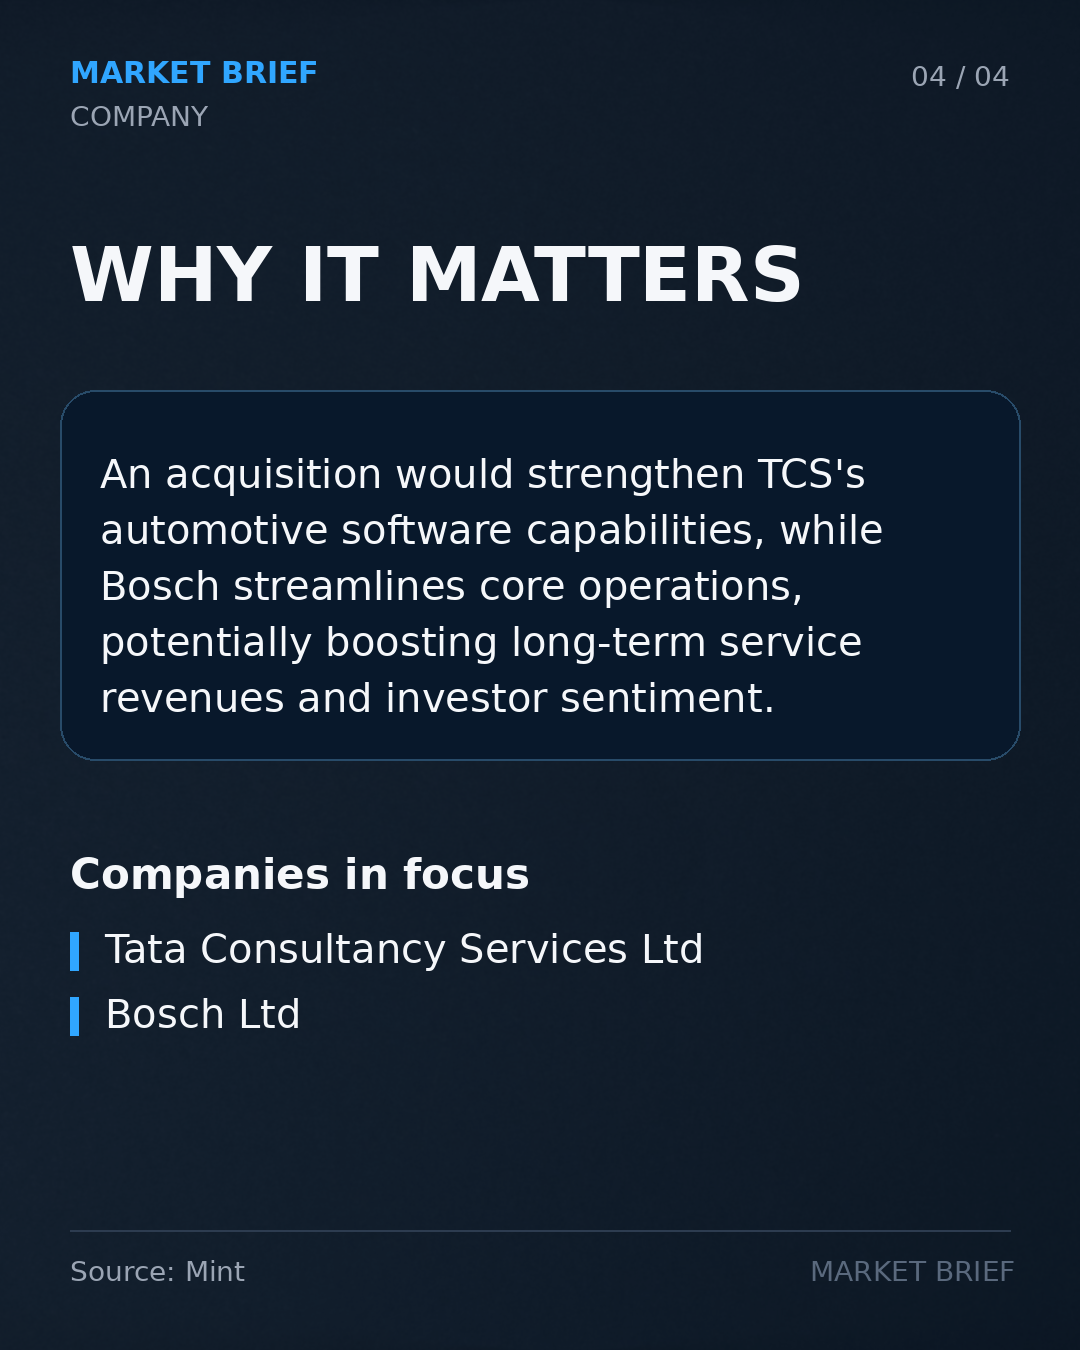 MARKET BRIEF
04 / 04
COMPANY
WHY IT MATTERS
An acquisition would strengthen TCS's
automotive software capabilities, while
Bosch streamlines core operations,
potentially boosting long-term service
revenues and investor sentiment.
Companies in focus
Tata Consultancy Services Ltd
Bosch Ltd
Source: Mint
MARKET BRIEF